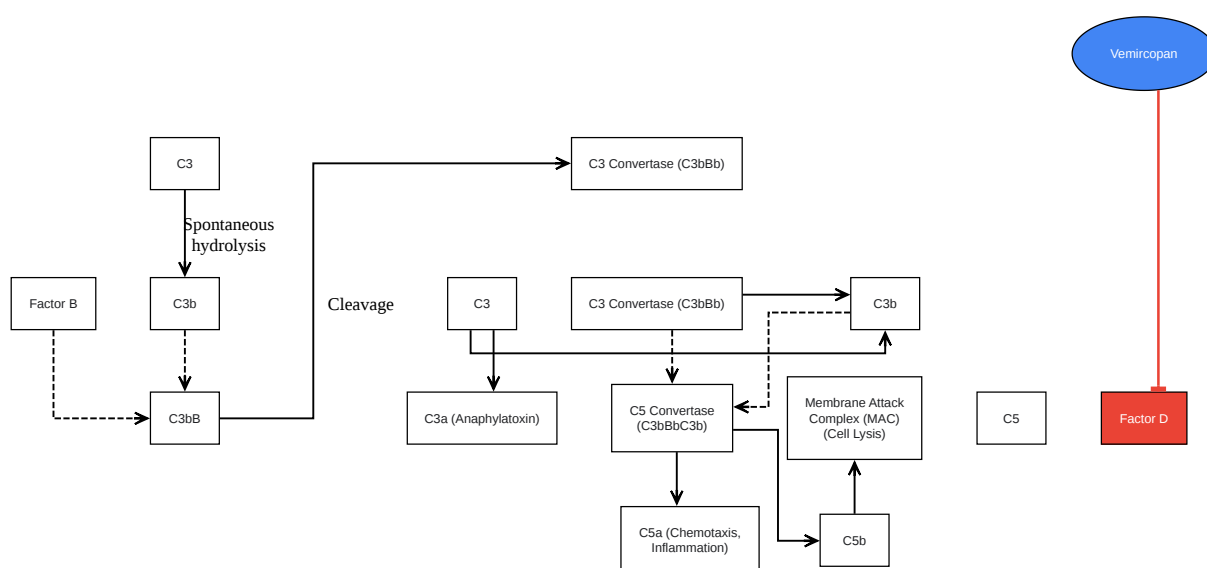 Vemircopan
C3
C3 Convertase (C3bBb)
Spontaneous
hydrolysis
Factor B
C3b
Cleavage
C3
C3 Convertase (C3bBb)
C3b
C3bB
C3a (Anaphylatoxin)
C5 Convertase
(C3bBbC3b)
Membrane Attack
Complex (MAC)
(Cell Lysis)
C5
Factor D
C5a (Chemotaxis,
Inflammation)
C5b